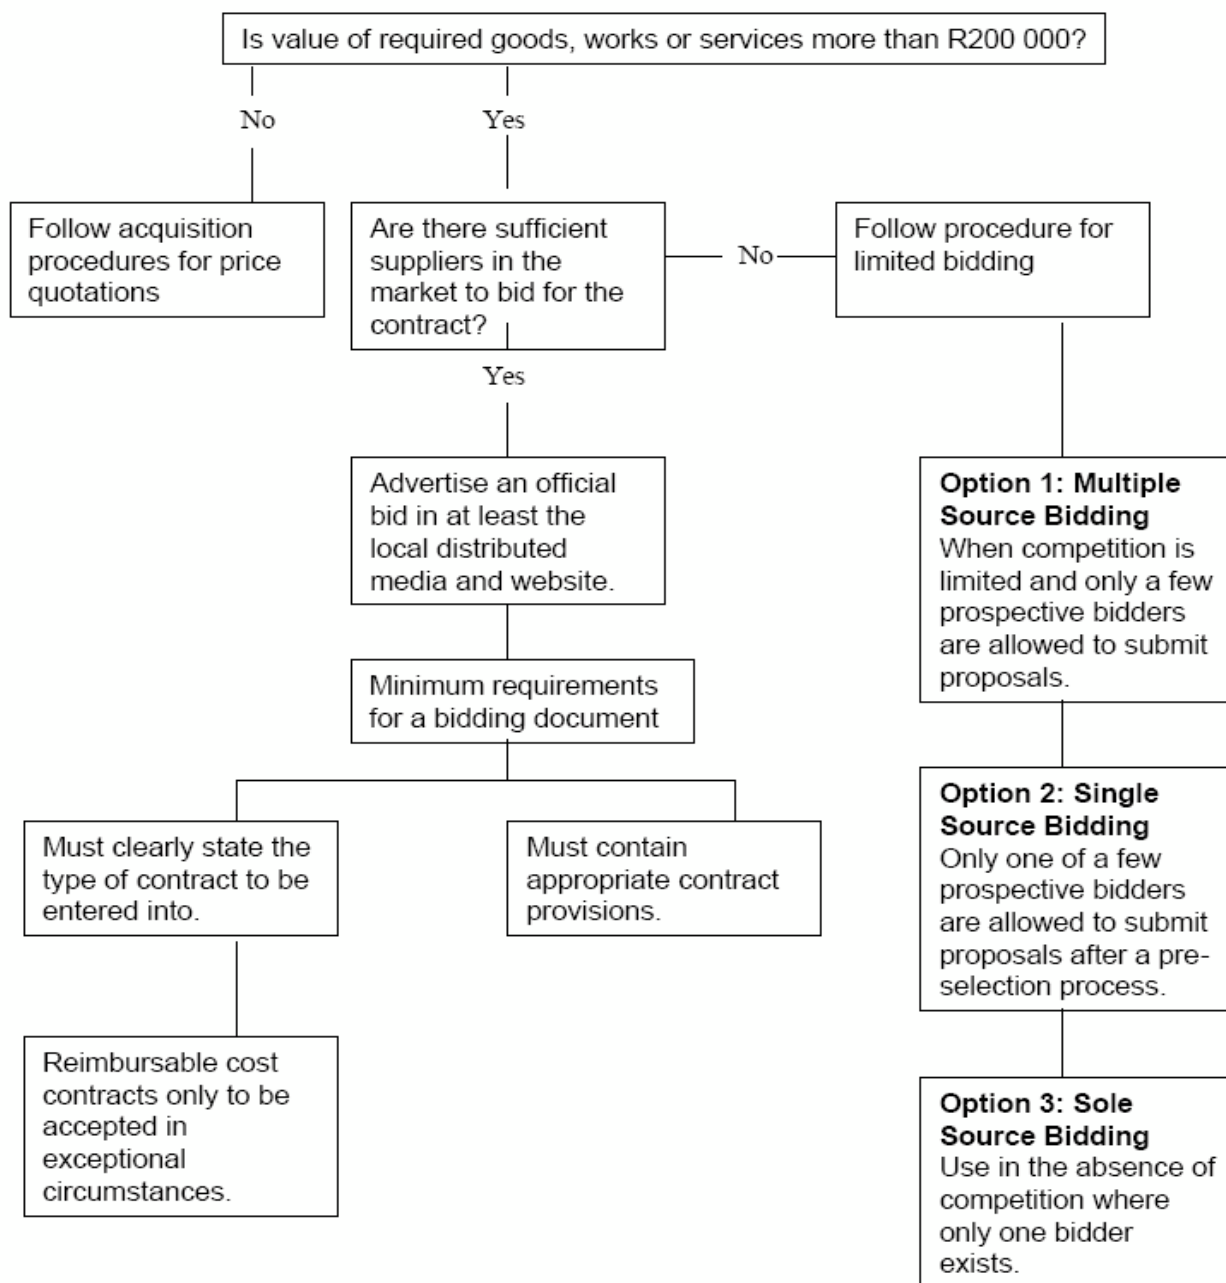 Is value of required goods, works or services more than R200 000?
No
Yes
Follow acquisition
procedures for price
quotations
Are there sufficient
suppliers in the
market to bid for the
contract?
No
Follow procedure for
limited bidding
Yes
Advertise an official
bid in at least the
local distributed
media and website.
Minimum requirements
for a bidding document
Must clearly state the
type of contract to be
entered into.
Must contain
appropriate contract
provisions.
Reimbursable cost
contracts only to be
accepted in
exceptional
circumstances.
Option 1: Multiple
Source Bidding
When competition is
limited and only a few
prospective bidders
are allowed to submit
proposals.
Option 2: Single
Source Bidding
Only one of a few
prospective bidders
are allowed to submit
proposals after a pre-
selection process.
Option 3: Sole
Source Bidding
Use in the absence of
competition where
only one bidder
exists.